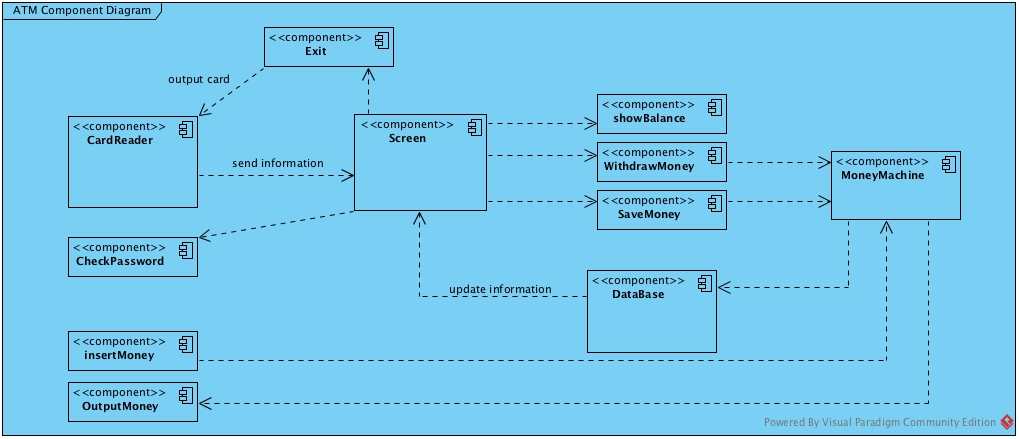 ATM Component Diagram
<<component>>
Exit
output card
<<component>>
CardReader
<<component>>
Screen
<<component>>
showBalance
send information
<<component>>
WithdrawMoney
<<component>>
MoneyMachine
<<component>>
SaveMoney
<<component>>
CheckPassword
<<component>>
DataBase
update information
<<component>>
insertMoney
<<component>>
OutputMoney
Powered By Visual Paradigm Community Edition